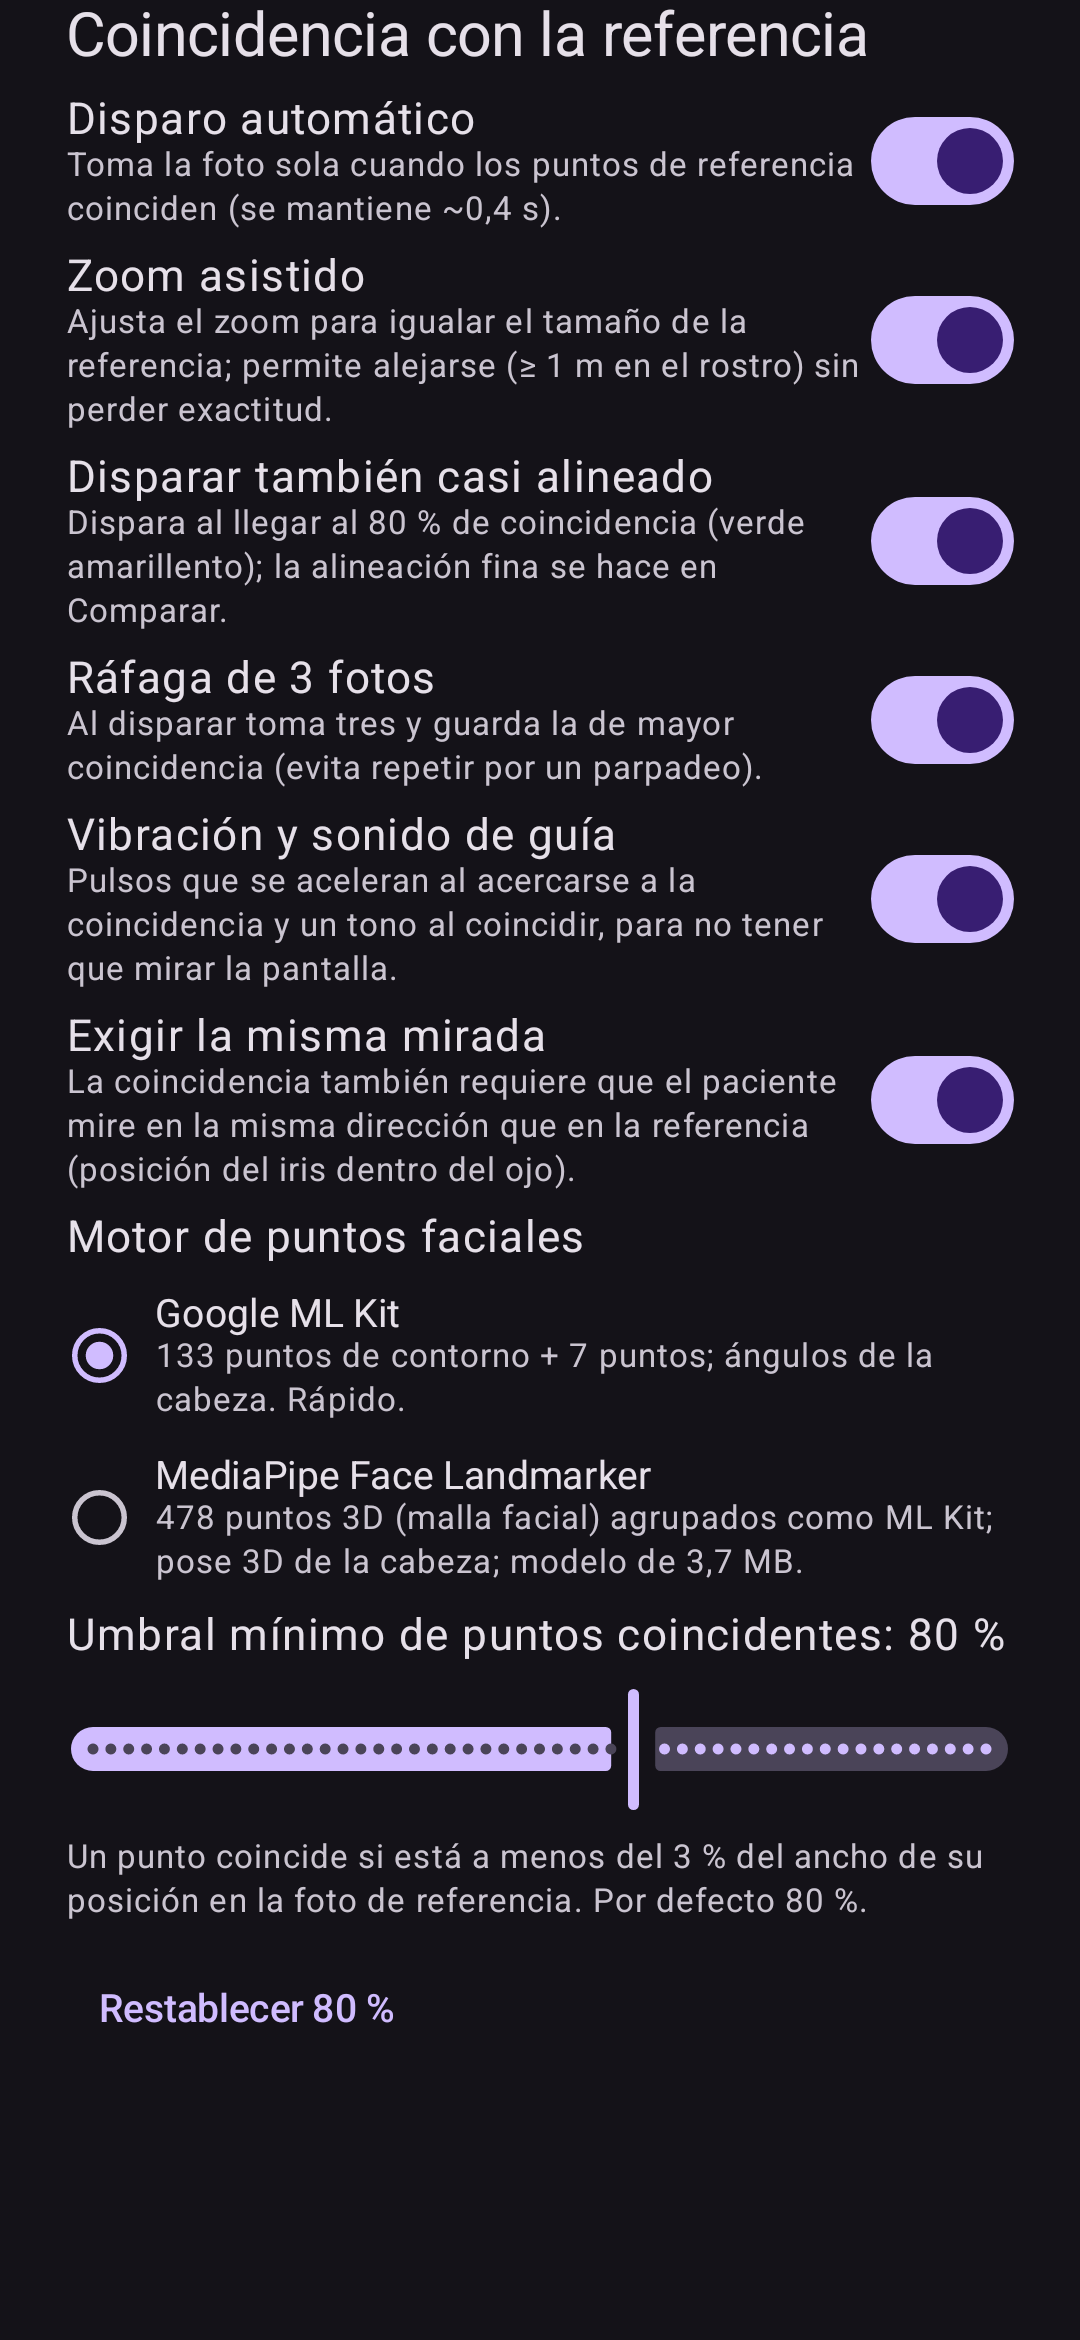 Coincidencia con la referencia
Disparo automático
Toma la foto sola cuando los puntos de referencia
coinciden (se mantiene ~0,4 s).
Zoom asistido
Ajusta el zoom para igualar el tamaño de la
referencia; permite alejarse (≥ 1 m en el rostro) sin
perder exactitud.
Disparar también casi alineado
Dispara al llegar al 80 % de coincidencia (verde
amarillento); la alineación fina se hace en
Comparar.
Ráfaga de 3 fotos
Al disparar toma tres y guarda la de mayor
coincidencia (evita repetir por un parpadeo).
Vibración y sonido de guía
Pulsos que se aceleran al acercarse a la
coincidencia y un tono al coincidir, para no tener
que mirar la pantalla.
Exigir la misma mirada
La coincidencia también requiere que el paciente
mire en la misma dirección que en la referencia
(posición del iris dentro del ojo).
Motor de puntos faciales
Google ML Kit
133 puntos de contorno + 7 puntos; ángulos de la
cabeza. Rápido.
MediaPipe Face Landmarker
478 puntos 3D (malla facial) agrupados como ML Kit;
pose 3D de la cabeza; modelo de 3,7 MB.
Umbral mínimo de puntos coincidentes: 80 %
Un punto coincide si está a menos del 3 % del ancho de su
posición en la foto de referencia. Por defecto 80 %.
Restablecer 80 %